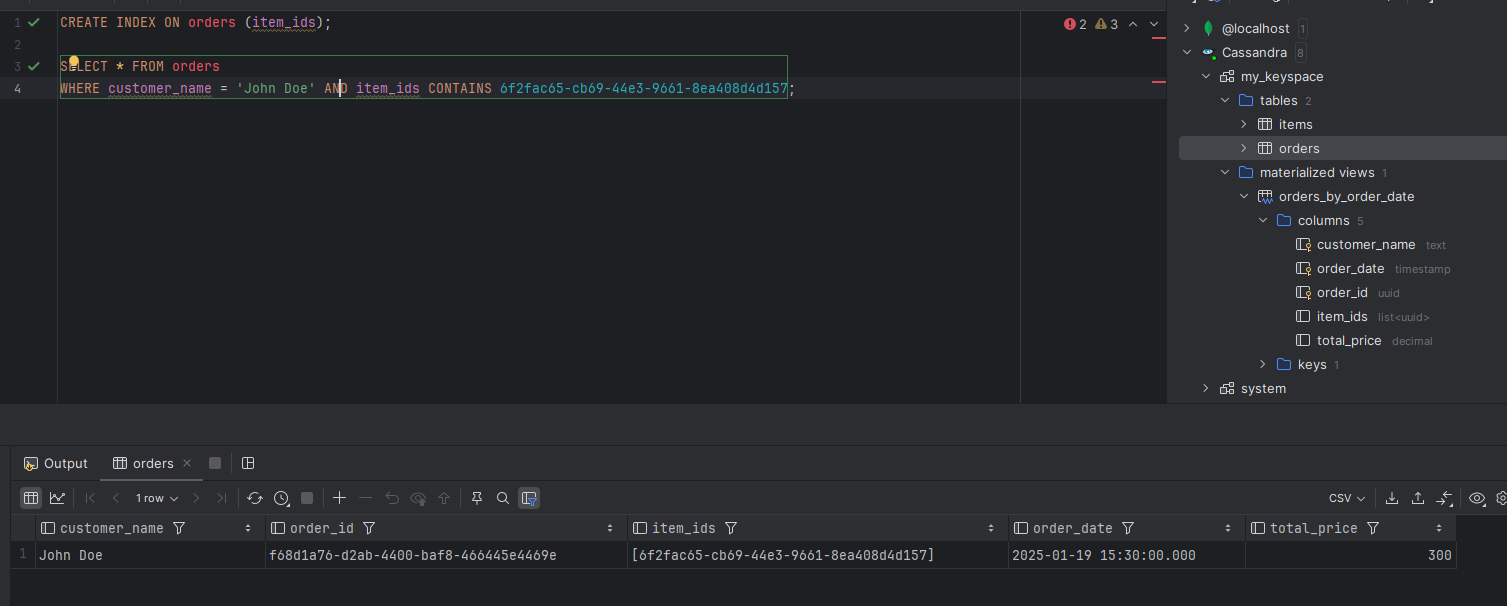 1 CREATE INDEX ON orders (item_ids); 2 3
2
3 SELECT * FROM orders
4 WHERE customer_name = 'John Doe' AND item_ids CONTAINS 6f2fac65-cb69-44e3-9661-8ea408d4d157;
@localhost 1
Cassandra 8
my_keyspace
tables 2
items
orders
materialized views 1
orders_by_order_date
columns 5
customer_name text
order_date timestamp
order_id uuid
item_ids list<uuid>
total_price decimal
keys 1
system
Output orders
1 row CSV
customer_name order_id item_ids order_date total_price
1 John Doe f68d1a76-d2ab-4400-baf8-466445e4469e [6f2fac65-cb69-44e3-9661-8ea408d4d157] 2025-01-19 15:30:00.000 300